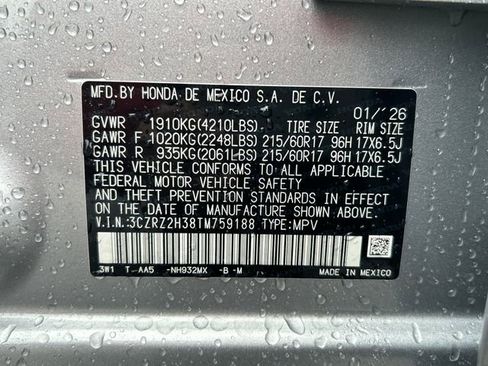 MFD.BY HONDA DE MEXICO S.A. DE C.V.
01/'26
GVWR 1910KG(4210LBS) TIRE SIZE RIM SIZE
GAWR F 1020KG(2248LBS) 215/60R17 96H 17X6.5J
GAWR R 935KG(2061LBS) 215/60R17 96H 17X6.5J
THIS VEHICLE CONFORMS TO ALL APPLICABLE
FEDERAL MOTOR VEHICLE SAFETY
AND THEFT PREVENTION STANDARDS IN EFFECT
ON THE DATE OF MANUFACTURE SHOWN ABOVE.
V.I.N.:3CZRZ2H38TM759188 TYPE:MPV
3W1 T AA5 -NH932MX -B -M
MADE IN MEXICO